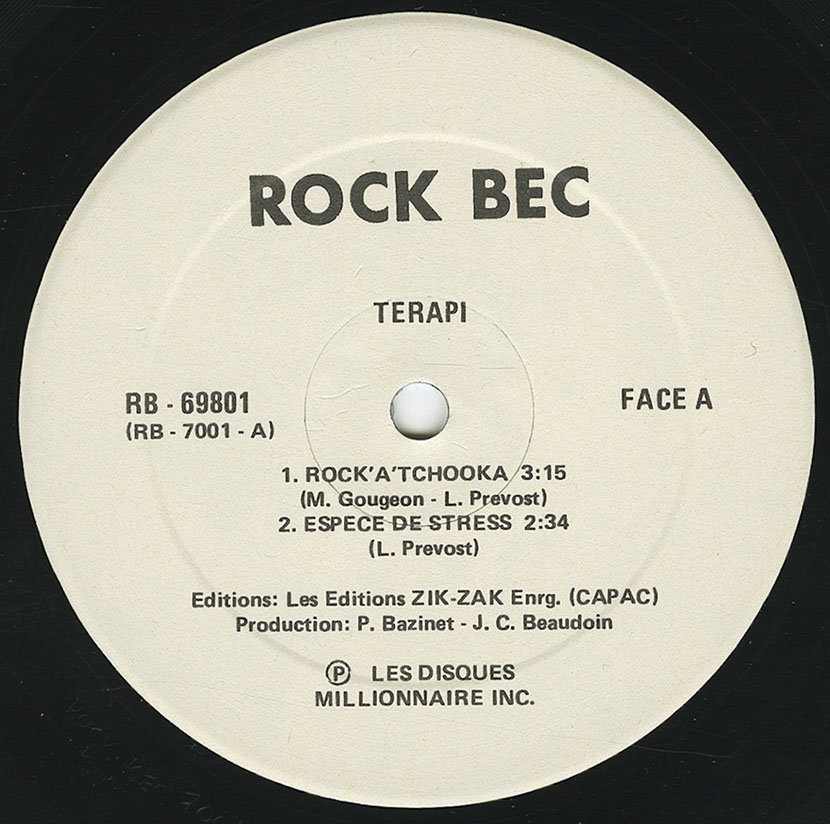 ROCK BEC
TERAPI
RB - 69801
(RB - 7001 - A)
FACE A
1. ROCK'A'TCHOOKA 3:15
(M. Gougeon - L. Prevost)
2. ESPECE DE STRESS 2:34
(L. Prevost)
Editions: Les Editions ZIK-ZAK Enrg. (CAPAC)
Production: P. Bazinet - J. C. Beaudoin
Ⓟ LES DISQUES
MILLIONNAIRE INC.